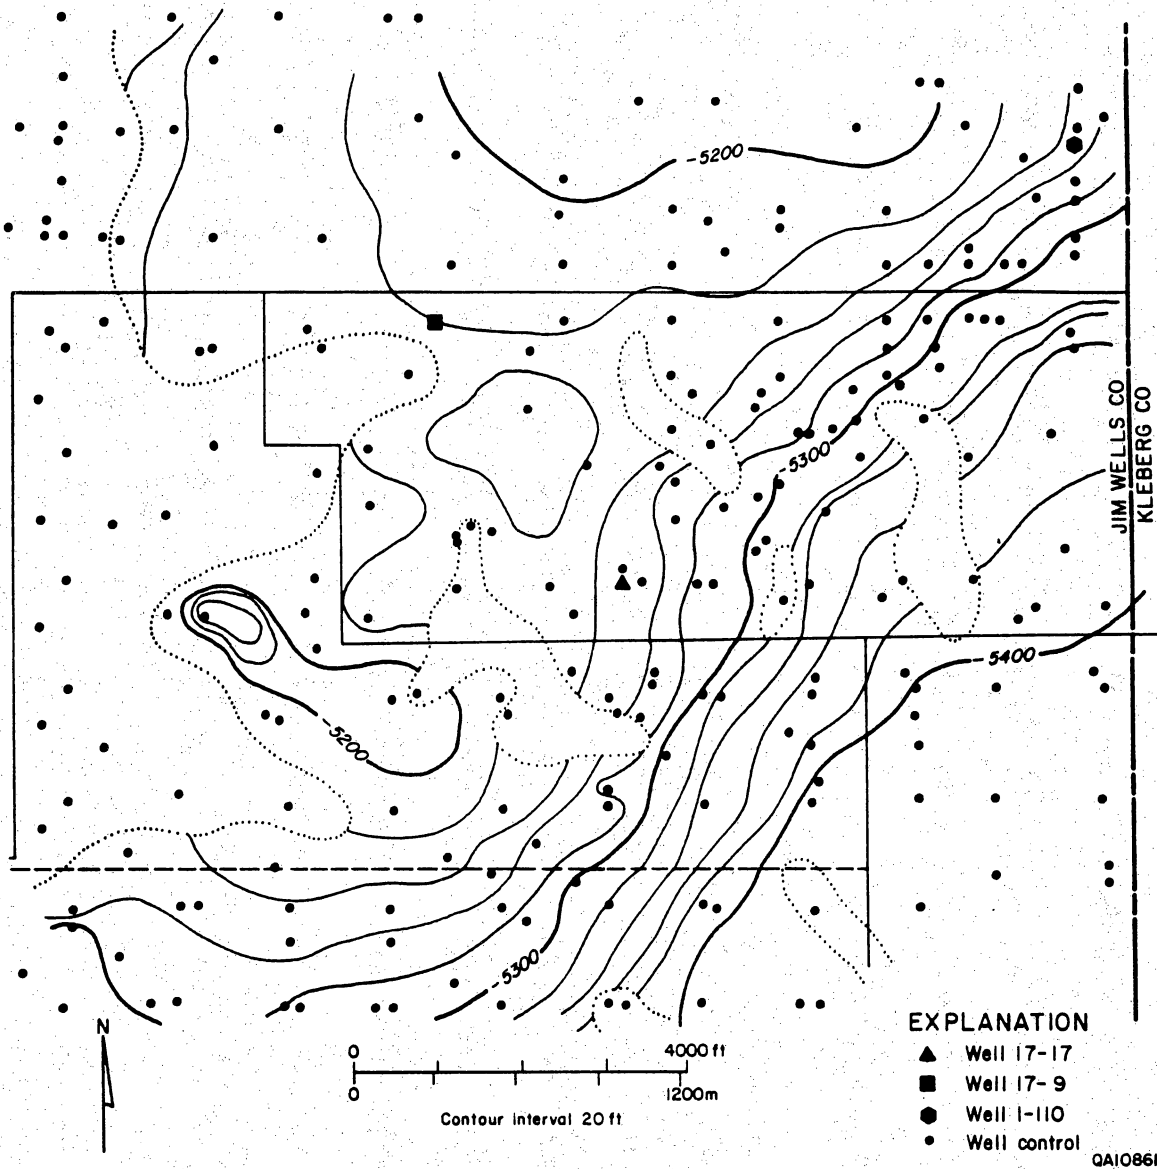 -5200
JIM WELLS CO
KLEBERG CO
-5300
-5400
-5200
-5300
N
0 4000 ft
0 1200m
Contour interval 20 ft
EXPLANATION
Well 17-17
Well 17-9
Well 1-110
Well control
QA10861